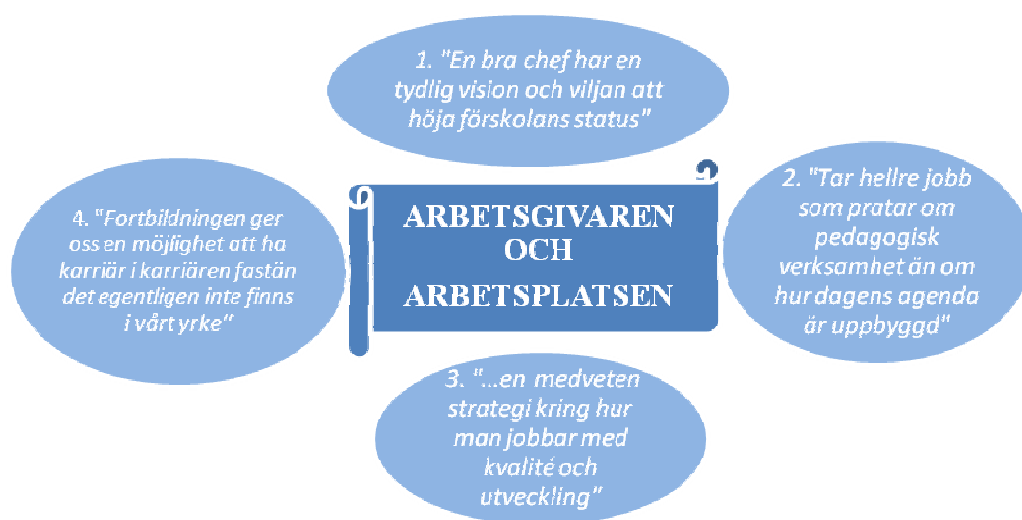 1. "En bra chef har en
tydlig vision och viljan att
höja förskolans status"
2. "Tar hellre jobb
som pratar om
pedagogisk
verksamhet än om
hur dagens agenda
är uppbyggd"
ARBETSGIVAREN
OCH
ARBETSPLATSEN
4. "Fortbildningen ger
oss en möjlighet att ha
karriär i karriären fastän
det egentligen inte finns
i vårt yrke"
3. "...en medveten
strategi kring hur
man jobbar med
kvalité och
utveckling"